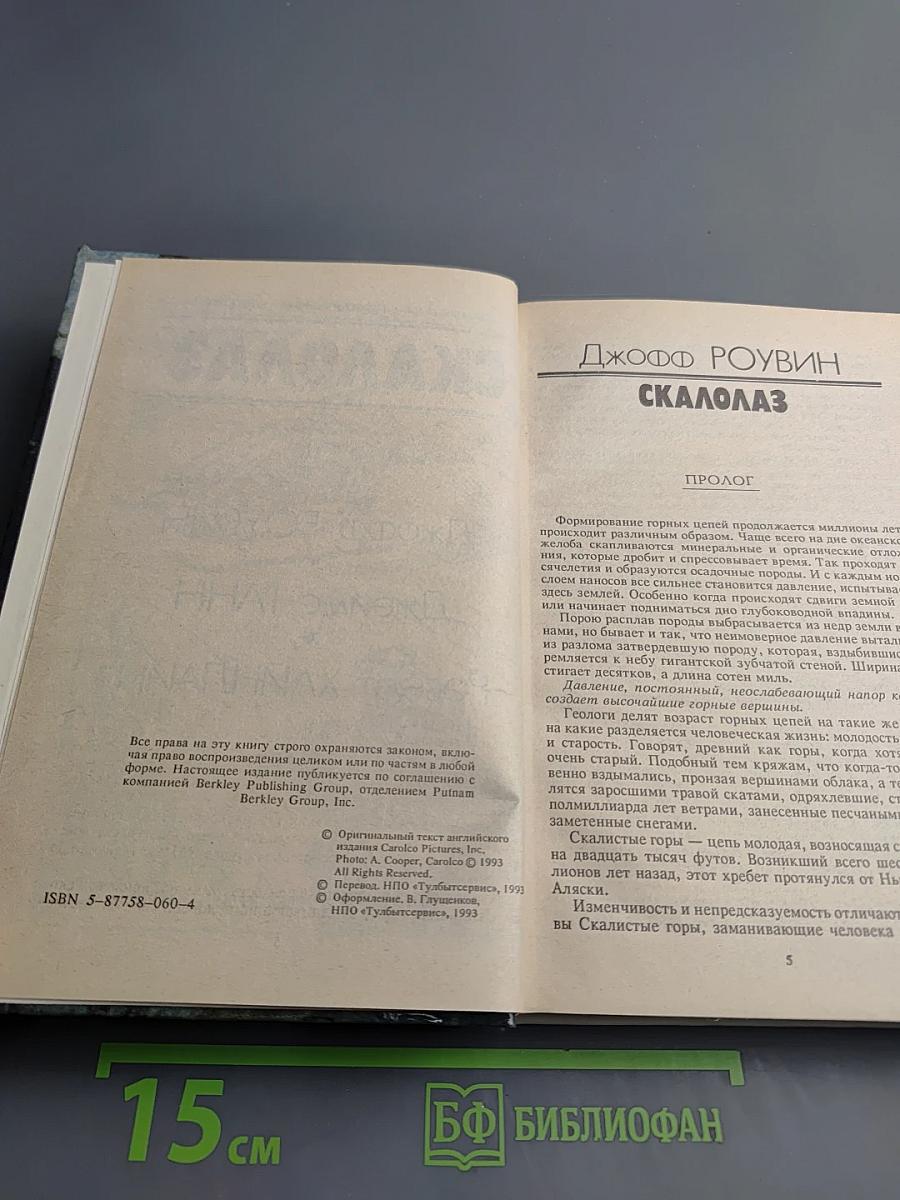 Все права на эту книгу строго охраняются законом, вклю-
чая право воспроизведения целиком или по частям в любой
форме. Настоящее издание публикуется по соглашению с
компанией Berkley Publishing Group, отделением Putnam
Berkley Group, Inc.
© Оригинальный текст английского
издания Carolco Pictures, Inc.
Photo: A. Cooper, Carolco © 1993
All Rights Reserved.
© Перевод. НПО «Тулбытсервис», 1993
© Оформление. В. Глущенков,
НПО «Тулбытсервис», 1993
ISBN 5–87758–060–4
Джофф РОУВИН
СКАЛОЛАЗ
ПРОЛОГ
Формирование горных цепей продолжается миллионы лет
происходит различным образом. Чаще всего на дне океанско
желоба скапливаются минеральные и органические отло
ния, которые дробит и спрессовывает время. Так проходят
сячелетия и образуются осадочные породы. И с каждым но
слоем наносов все сильнее становится давление, испытыва
здесь землей. Особенно когда происходят сдвиги земной
или начинает подниматься дно глубоководной впадины.
Порою расплав породы выбрасывается из недр земли в
нами, но бывает и так, что неимоверное давление вытал
из разлома затвердевшую породу, которая, вздыбившис
ремляется к небу гигантской зубчатой стеной. Ширина
стигает десятков, а длина сотен миль.
Давление, постоянный, неослабевающий напор к
создает высочайшие горные вершины.
Геологи делят возраст горных цепей на такие же
на какие разделяется человеческая жизнь: молодость,
и старость. Говорят, древний как горы, когда хотя
очень старый. Подобный тем кряжам, что когда-то
венно вздымались, пронзая вершинами облака, а те
лятся заросшими травой скатами, одряхлевшие, ст
полмиллиарда лет ветрами, занесенные песчаным
заметенные снегами.
Скалистые горы — цепь молодая, возносящая с
на двадцать тысяч футов. Возникший всего шес
лионов лет назад, этот хребет протянулся от Нь
Аляски.
Изменчивость и непредсказуемость отличают
вы Скалистые горы, заманивающие человека
5
15 см
БФ БИБЛИОФАН